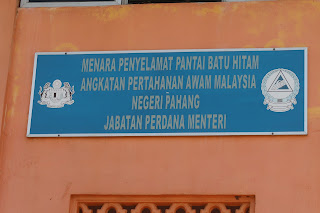 MENARA PENYELAMAT PANTAI BATU HITAM
ANGKATAN PERTAHANAN AWAM MALAYSIA
NEGERI PAHANG
JABATAN PERDANA MENTERI